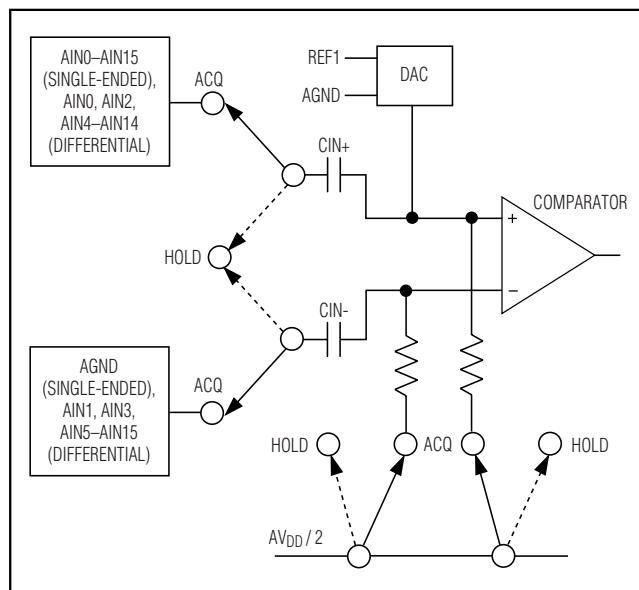 AIN0–AIN15
(SINGLE-ENDED),
AIN0, AIN2,
AIN4–AIN14
(DIFFERENTIAL)
ACQ
REF1
AGND
DAC
CIN+
COMPARATOR
+
−
HOLD
CIN-
AGND
(SINGLE-ENDED),
AIN1, AIN3,
AIN5–AIN15
(DIFFERENTIAL)
ACQ
HOLD
ACQ
HOLD
AVDD / 2